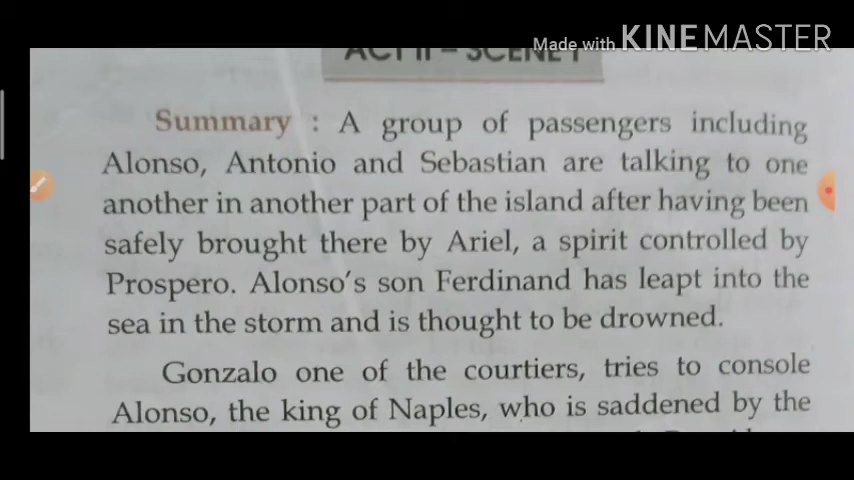 Made with KINEMASTER
ACT II – SCENE I
Summary : A group of passengers including
Alonso, Antonio and Sebastian are talking to one
another in another part of the island after having been
safely brought there by Ariel, a spirit controlled by
Prospero. Alonso's son Ferdinand has leapt into the
sea in the storm and is thought to be drowned.
Gonzalo one of the courtiers, tries to console
Alonso, the king of Naples, who is saddened by the